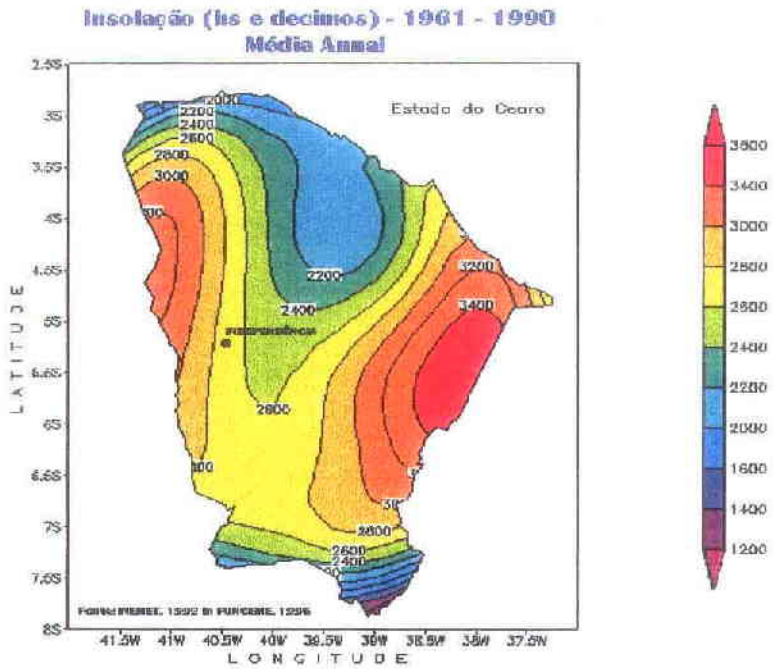 Insolação (hs e decimos) - 1961 - 1990
Média Anual
Estado do Ceara
2.5S
3S
3.5S
4S
4.5S
5S
5.5S
6S
6.5S
7S
7.5S
8S
LATITUDE
2000
2200
2400
2600
2800
3000
2200
2400
INDEPENDÊNCIA
2600
3200
3400
2800
2600
2400
3600
3400
3000
2800
2600
2400
2200
2000
1600
1400
1200
41.5W 41W 40.5W 40W 39.5W 39W 38.5W 38W 37.5W
LONGITUDE